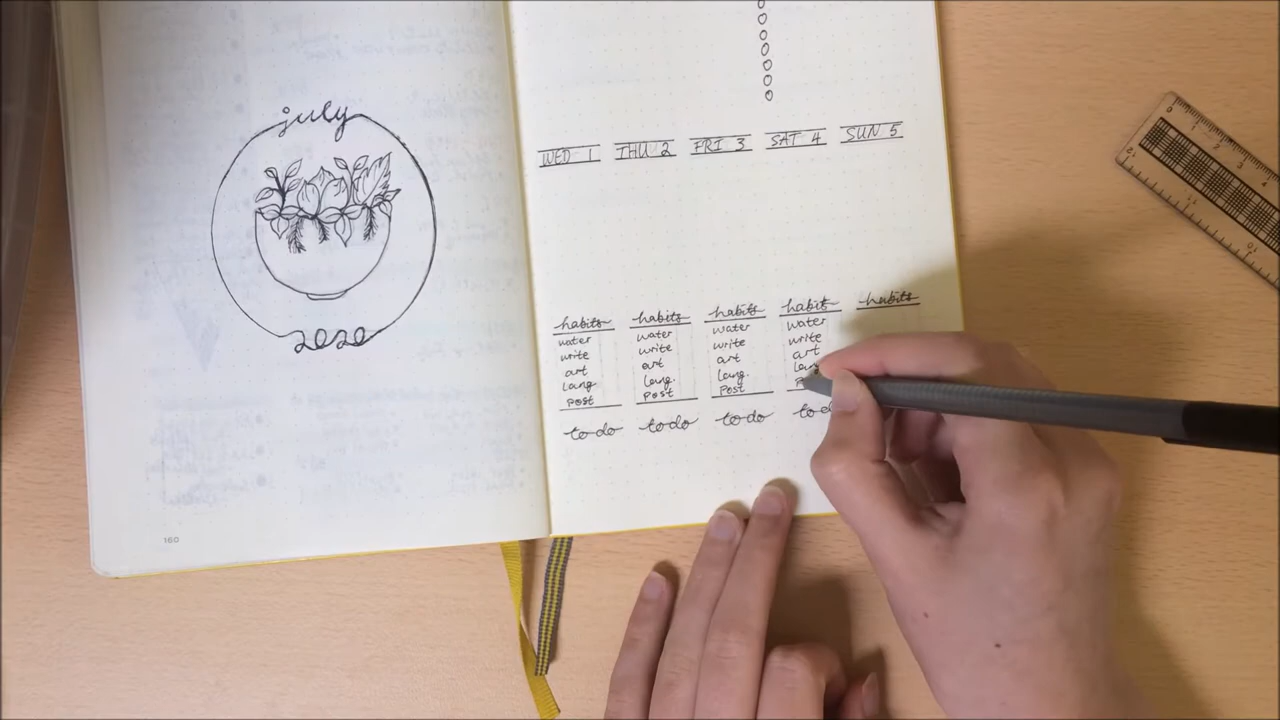 july
2020
160
WED 1 THU 2 FRI 3 SAT 4 SUN 5
habits habits habits habits habits
water water water water
write write write write
art art art art
lang. lang. lang. lang
post post post
to do to do to do to d